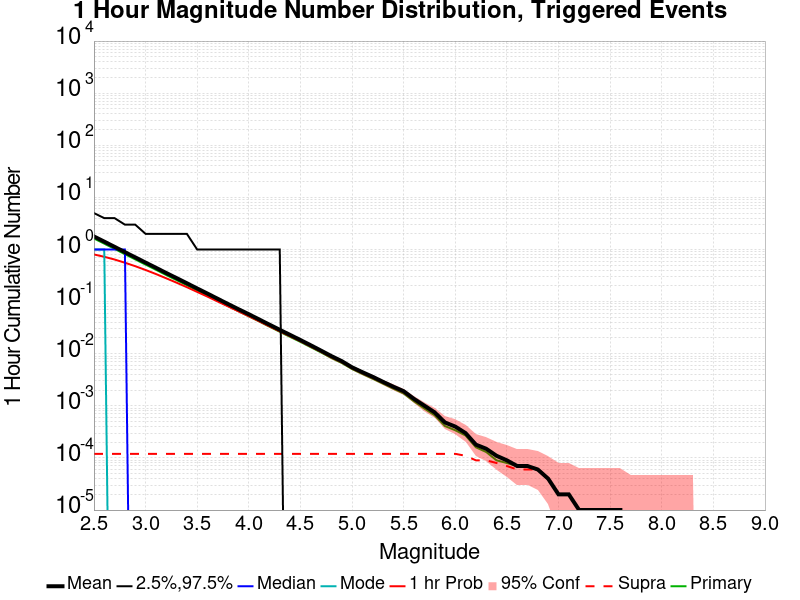 1 Hour Magnitude Number Distribution, Triggered Events
10 4
10 3
10 2
10 1
10 0
10 -1
10 -2
10 -3
10 -4
10 -5
1 Hour Cumulative Number
2.5 3.0 3.5 4.0 4.5 5.0 5.5 6.0 6.5 7.0 7.5 8.0 8.5 9.0
Magnitude
Mean 2.5%,97.5% Median Mode 1 hr Prob 95% Conf Supra Primary